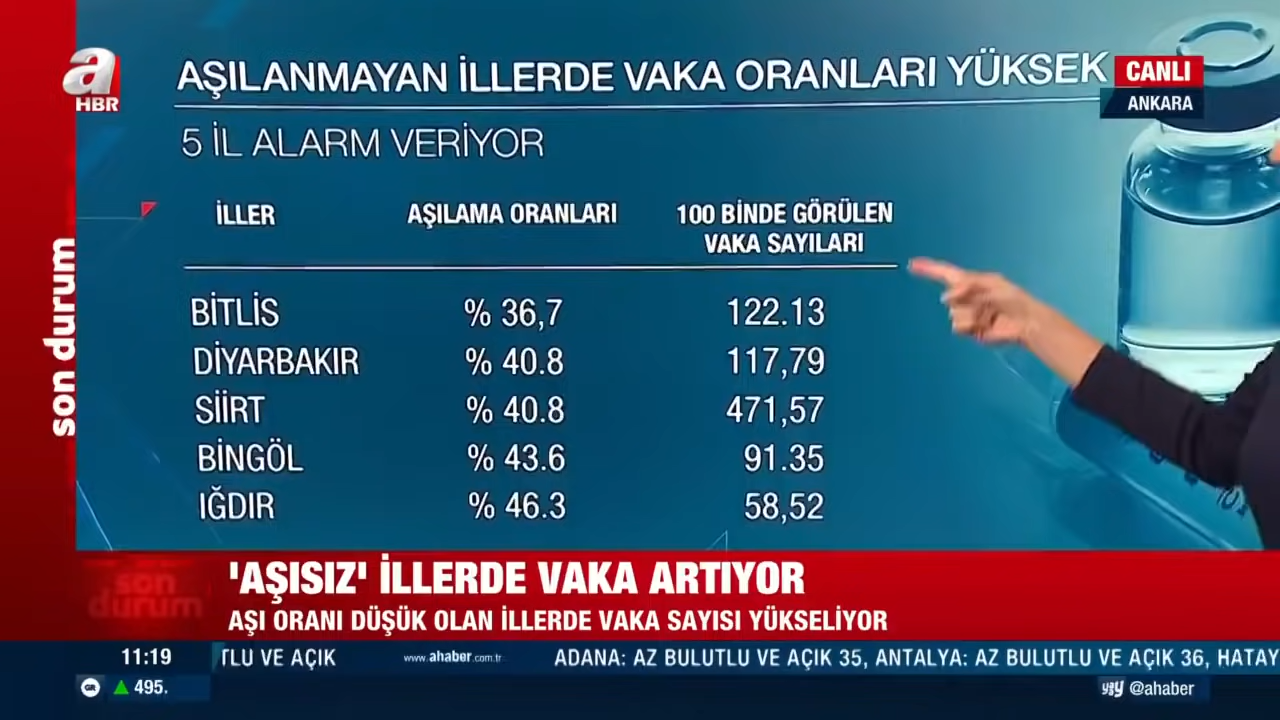 a
HBR
AŞILANMAYAN İLLERDE VAKA ORANLARI YÜKSEK
CANLI
ANKARA
5 İL ALARM VERİYOR
İLLER AŞILAMA ORANLARI 100 BİNDE GÖRÜLEN
VAKA SAYILARI
BİTLİS % 36,7 122.13
DİYARBAKIR % 40.8 117,79
SİİRT % 40.8 471,57
BİNGÖL % 43.6 91.35
IĞDIR % 46.3 58,52
son durum
son
durum
'AŞISIZ' İLLERDE VAKA ARTIYOR
AŞI ORANI DÜŞÜK OLAN İLLERDE VAKA SAYISI YÜKSELİYOR
11:19 TLU VE AÇIK www.ahaber.com.tr ADANA: AZ BULUTLU VE AÇIK 35, ANTALYA: AZ BULUTLU VE AÇIK 36, HATAY
GR 495. @ahaber